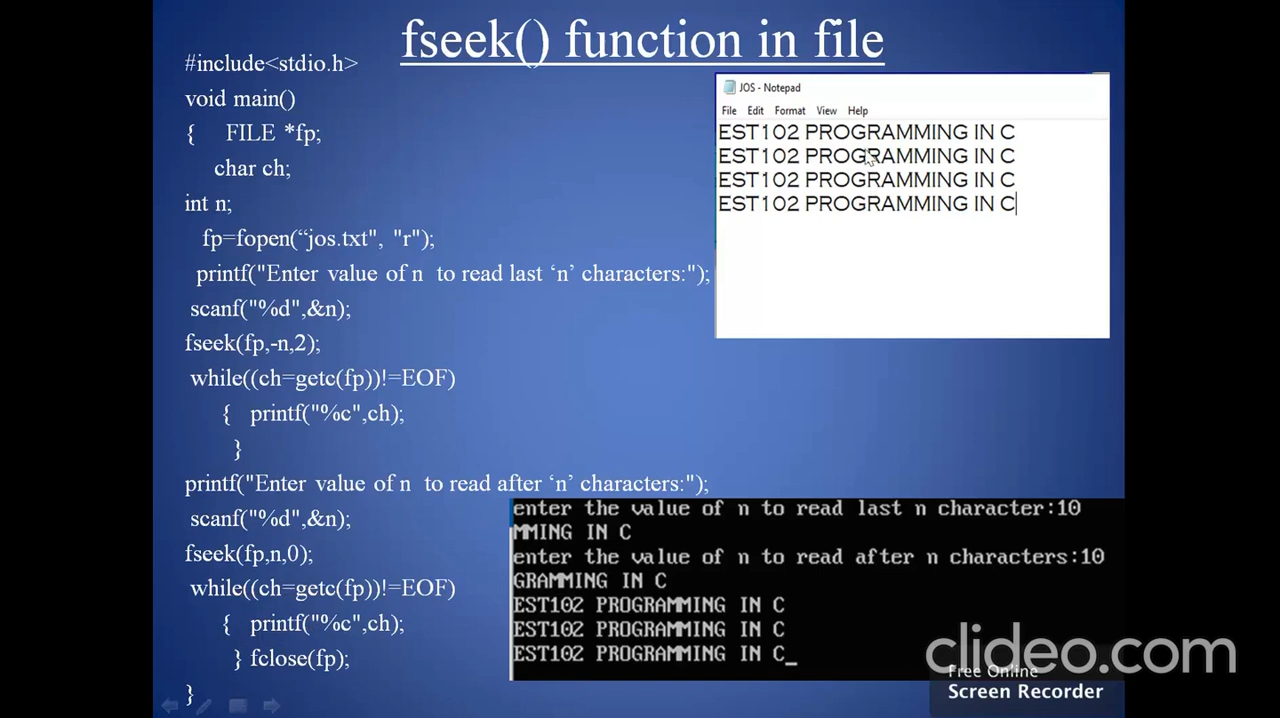 fseek() function in file
#include<stdio.h>
void main()
{ FILE *fp;
char ch;
int n;
fp=fopen(“jos.txt", "r");
printf("Enter value of n to read last ‘n’ characters:");
scanf("%d",&n);
fseek(fp,-n,2);
while((ch=getc(fp))!=EOF)
{ printf("%c",ch);
}
printf("Enter value of n to read after ‘n’ characters:");
scanf("%d",&n);
fseek(fp,n,0);
while((ch=getc(fp))!=EOF)
{ printf("%c",ch);
} fclose(fp);
}
JOS - Notepad
File Edit Format View Help
EST102 PROGRAMMING IN C
EST102 PROGRAMMING IN C
EST102 PROGRAMMING IN C
EST102 PROGRAMMING IN C
enter the value of n to read last n character:10
MMING IN C
enter the value of n to read after n characters:10
GRAMMING IN C
EST102 PROGRAMMING IN C
EST102 PROGRAMMING IN C
EST102 PROGRAMMING IN C_
clideo.com
Free Online
Screen Recorder